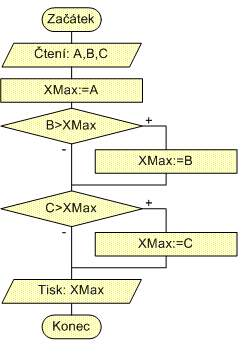 Začátek
Čtení: A,B,C
XMax:=A
B>XMax
+
-
XMax:=B
C>XMax
+
-
XMax:=C
Tisk: XMax
Konec